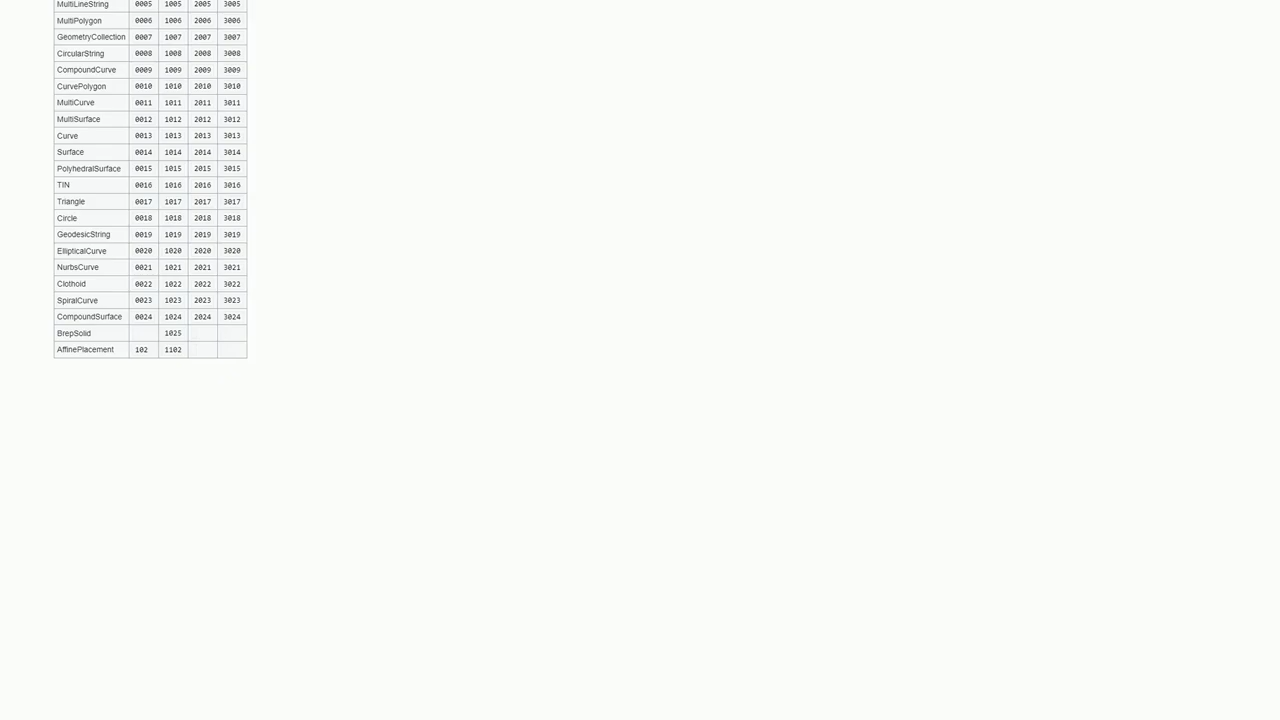 MultiLineString 0005 1005 2005 3005
MultiPolygon 0006 1006 2006 3006
GeometryCollection 0007 1007 2007 3007
CircularString 0008 1008 2008 3008
CompoundCurve 0009 1009 2009 3009
CurvePolygon 0010 1010 2010 3010
MultiCurve 0011 1011 2011 3011
MultiSurface 0012 1012 2012 3012
Curve 0013 1013 2013 3013
Surface 0014 1014 2014 3014
PolyhedralSurface 0015 1015 2015 3015
TIN 0016 1016 2016 3016
Triangle 0017 1017 2017 3017
Circle 0018 1018 2018 3018
GeodesicString 0019 1019 2019 3019
EllipticalCurve 0020 1020 2020 3020
NurbsCurve 0021 1021 2021 3021
Clothoid 0022 1022 2022 3022
SpiralCurve 0023 1023 2023 3023
CompoundSurface 0024 1024 2024 3024
BrepSolid 1025
AffinePlacement 102 1102